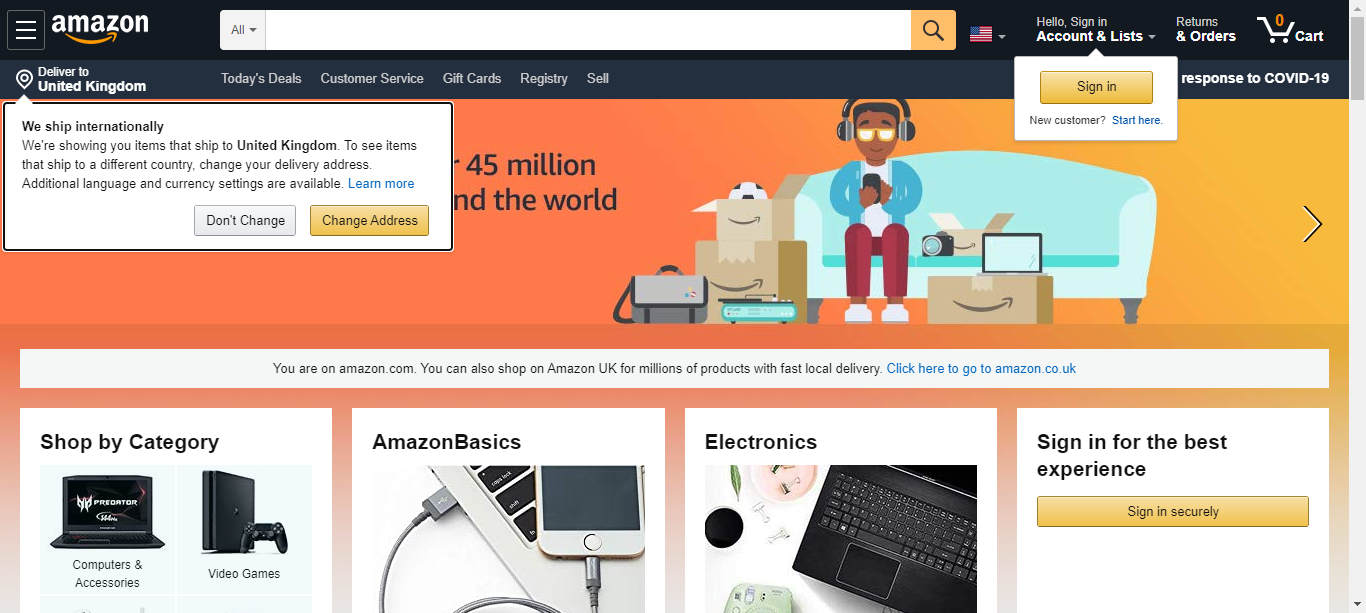 amazon
All
Hello, Sign in
Account & Lists
Returns
& Orders
0
Cart
Deliver to
United Kingdom
Today's Deals
Customer Service
Gift Cards
Registry
Sell
response to COVID-19
Sign in
New customer? Start here.
We ship internationally
We're showing you items that ship to United Kingdom. To see items
that ship to a different country, change your delivery address.
Additional language and currency settings are available. Learn more
Don't Change
Change Address
45 million
the world
You are on amazon.com. You can also shop on Amazon UK for millions of products with fast local delivery. Click here to go to amazon.co.uk
Shop by Category
PREDATOR
144Hz
Computers &
Accessories
Video Games
AmazonBasics
caps lock
shift
fn
Electronics
Sign in for the best
experience
Sign in securely